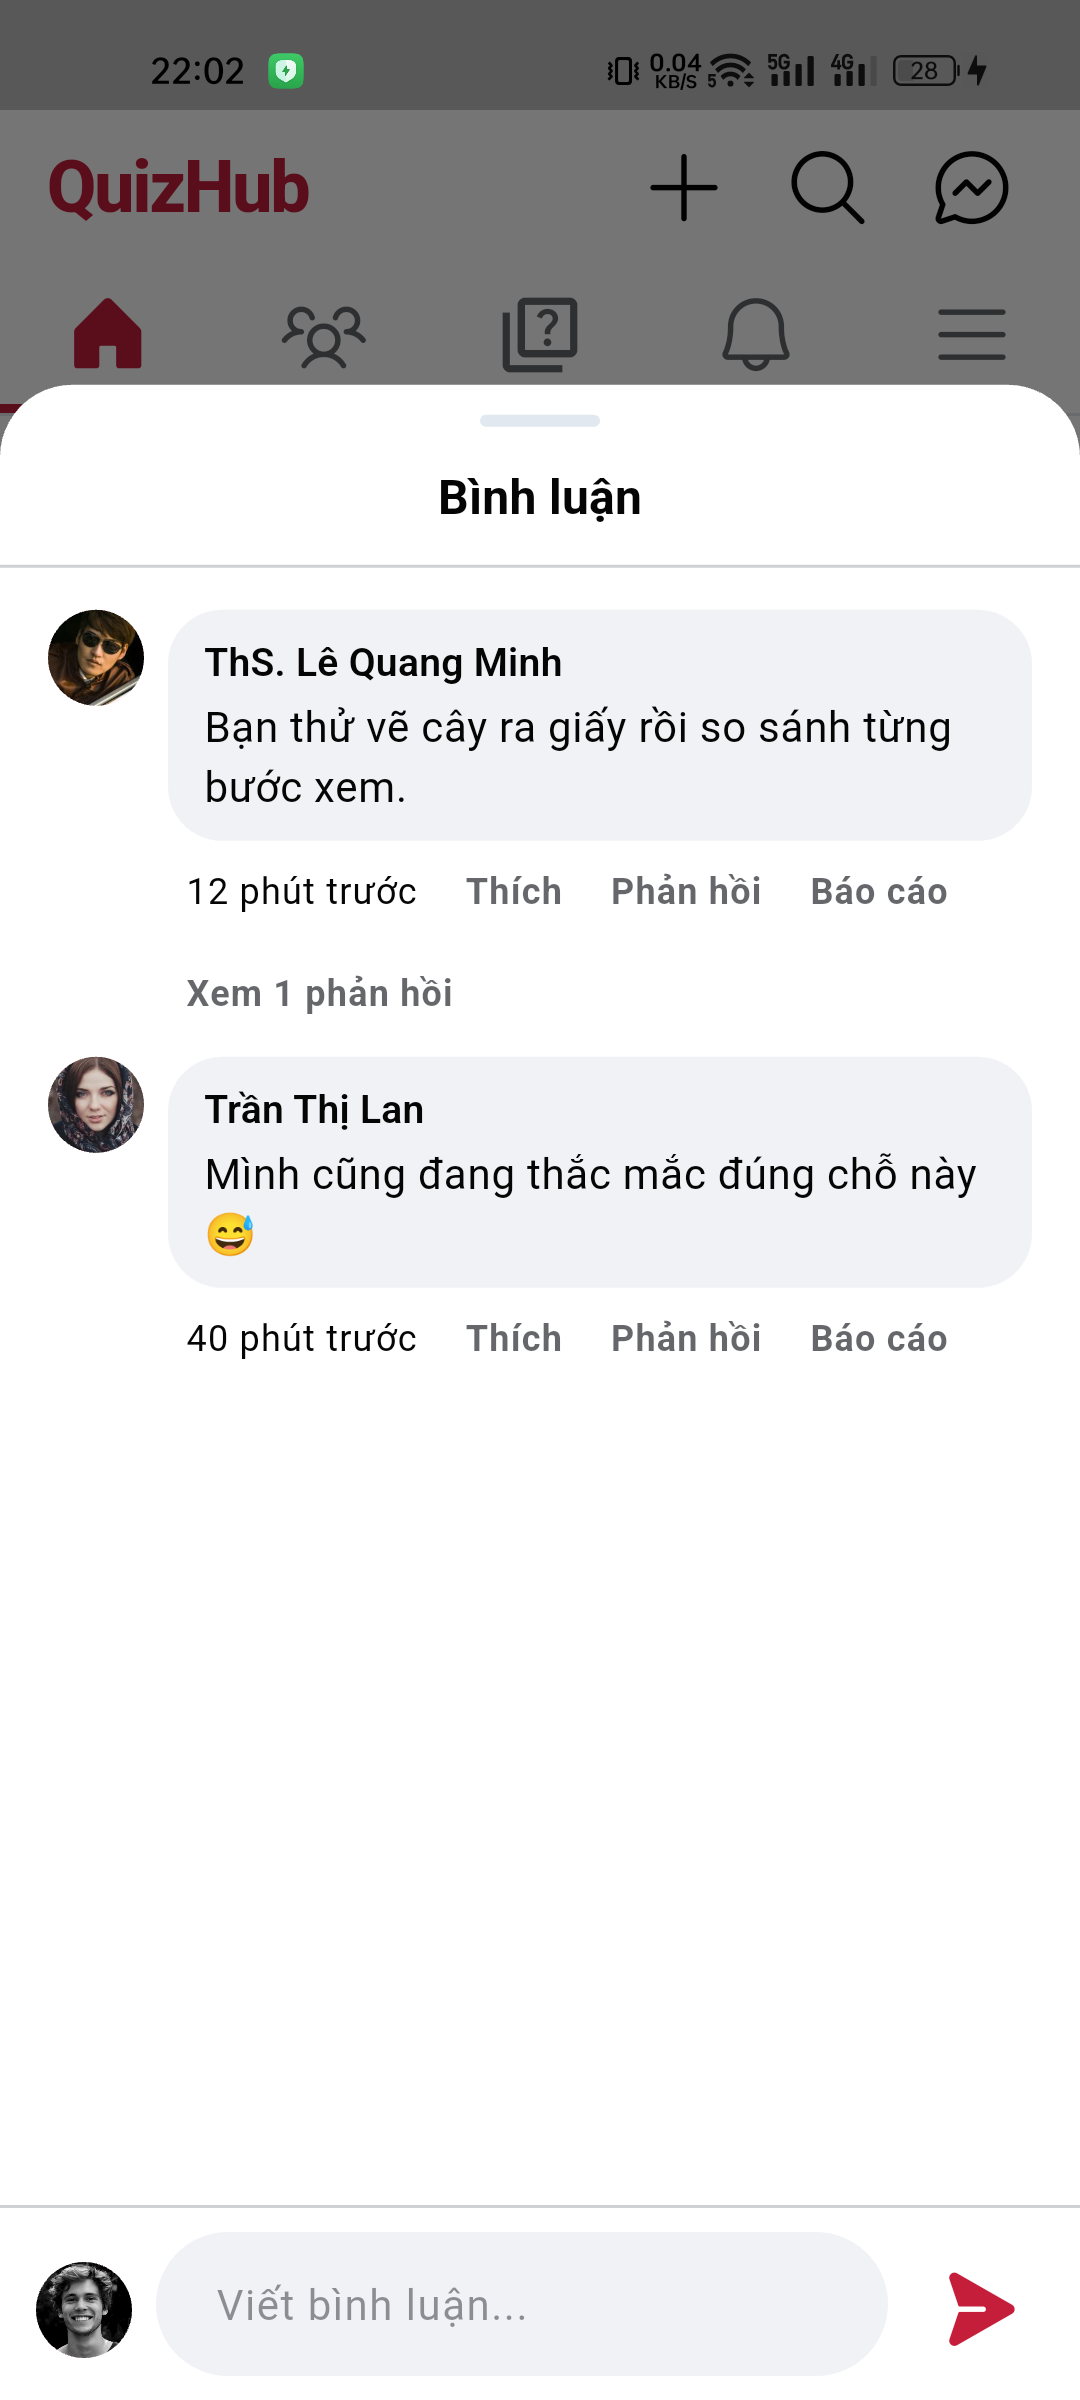 22:02
0.04
KB/S
5
5G
4G
28
QuizHub
?
Bình luận
ThS. Lê Quang Minh
Bạn thử vẽ cây ra giấy rồi so sánh từng
bước xem.
12 phút trước Thích Phản hồi Báo cáo
Xem 1 phản hồi
Trần Thị Lan
Mình cũng đang thắc mắc đúng chỗ này
😅
40 phút trước Thích Phản hồi Báo cáo
Viết bình luận...